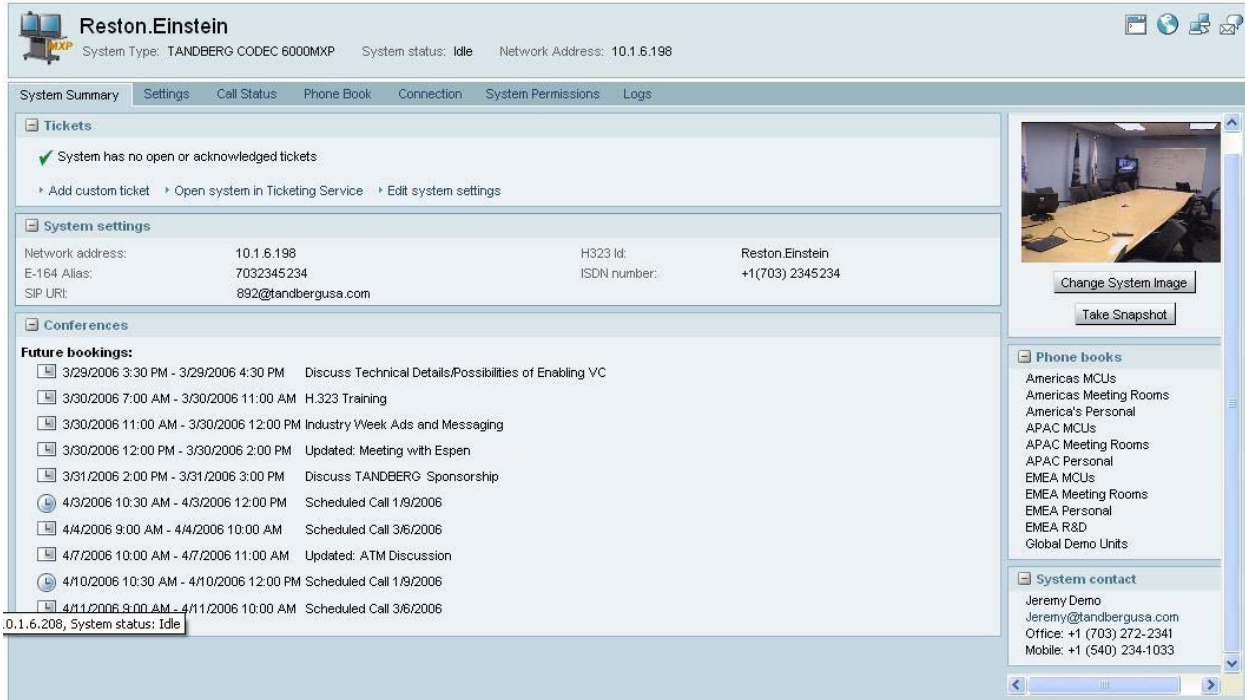 Reston.Einstein
MXP
System Type: TANDBERG CODEC 6000MXP System status: Idle Network Address: 10.1.6.198
System Summary Settings Call Status Phone Book Connection System Permissions Logs
Tickets
System has no open or acknowledged tickets
Add custom ticket Open system in Ticketing Service Edit system settings
System settings
Network address: 10.1.6.198 H323 Id: Reston.Einstein
E-164 Alias: 7032345234 ISDN number: +1(703) 2345234
SIP URI: 892@tandbergusa.com
Conferences
Future bookings:
3/29/2006 3:30 PM - 3/29/2006 4:30 PM Discuss Technical Details/Possibilities of Enabling VC
3/30/2006 7:00 AM - 3/30/2006 11:00 AM H.323 Training
3/30/2006 11:00 AM - 3/30/2006 12:00 PM Industry Week Ads and Messaging
3/30/2006 12:00 PM - 3/30/2006 2:00 PM Updated: Meeting with Espen
3/31/2006 2:00 PM - 3/31/2006 3:00 PM Discuss TANDBERG Sponsorship
4/3/2006 10:30 AM - 4/3/2006 12:00 PM Scheduled Call 1/9/2006
4/4/2006 9:00 AM - 4/4/2006 10:00 AM Scheduled Call 3/6/2006
4/7/2006 10:00 AM - 4/7/2006 11:00 AM Updated: ATM Discussion
4/10/2006 10:30 AM - 4/10/2006 12:00 PM Scheduled Call 1/9/2006
4/11/2006 9:00 AM - 4/11/2006 10:00 AM Scheduled Call 3/6/2006
.0.1.6.208, System status: Idle
Change System Image
Take Snapshot
Phone books
Americas MCUs
Americas Meeting Rooms
America's Personal
APAC MCUs
APAC Meeting Rooms
APAC Personal
EMEA MCUs
EMEA Meeting Rooms
EMEA Personal
EMEA R&D
Global Demo Units
System contact
Jeremy Demo
Jeremy@tandbergusa.com
Office: +1 (703) 272-2341
Mobile: +1 (540) 234-1033